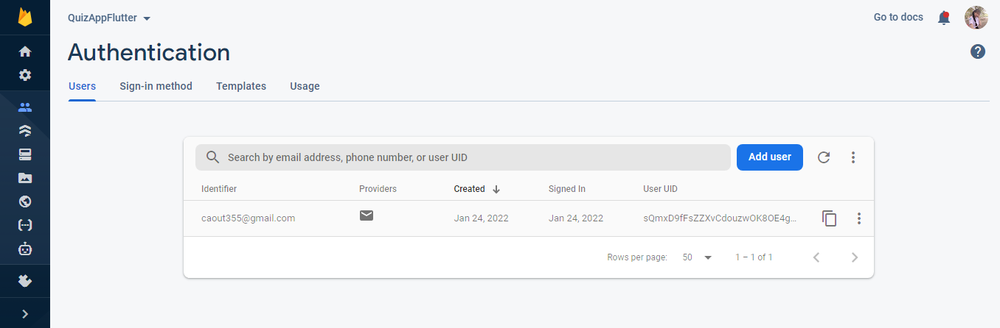 QuizAppFlutter
Go to docs
Authentication
Users Sign-in method Templates Usage
Search by email address, phone number, or user UID
Add user
Identifier Providers Created Signed In User UID
caout355@gmail.com Jan 24, 2022 Jan 24, 2022 sQmxD9fFsZZXvCdouzwOK8OE4g...
Rows per page: 50 1 – 1 of 1